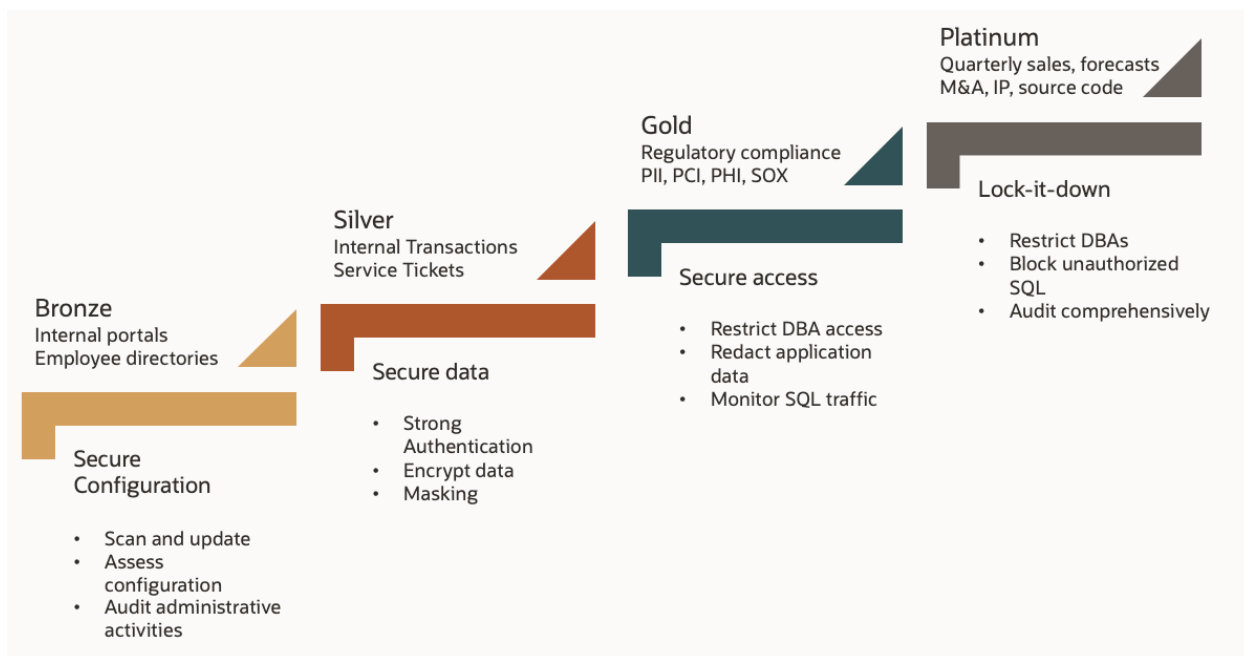 Bronze
Internal portals
Employee directories
Secure
Configuration
• Scan and update
• Assess
configuration
• Audit administrative
activities
Silver
Internal Transactions
Service Tickets
Secure data
• Strong
Authentication
• Encrypt data
• Masking
Gold
Regulatory compliance
PII, PCI, PHI, SOX
Secure access
• Restrict DBA access
• Redact application
data
• Monitor SQL traffic
Platinum
Quarterly sales, forecasts
M&A, IP, source code
Lock-it-down
• Restrict DBAs
• Block unauthorized
SQL
• Audit comprehensively